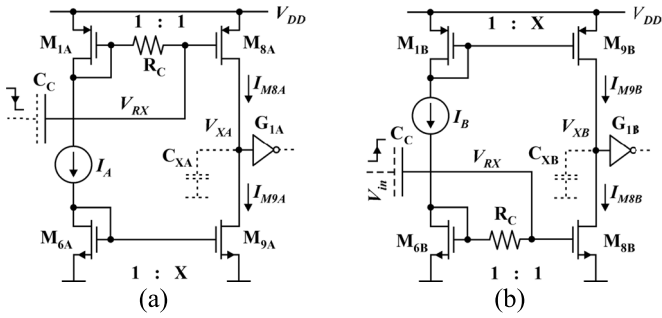 1 : 1
V_DD
M_1A
M_8A
R_C
C_C
V_RX
I_M8A
V_XA
G_1A
C_XA
I_A
I_M9A
M_6A
M_9A
1 : X
(a)
1 : X
V_DD
M_1B
M_9B
I_B
I_M9B
C_C
V_XB
G_1B
V_RX
C_XB
V_in
R_C
I_M8B
M_6B
M_8B
1 : 1
(b)